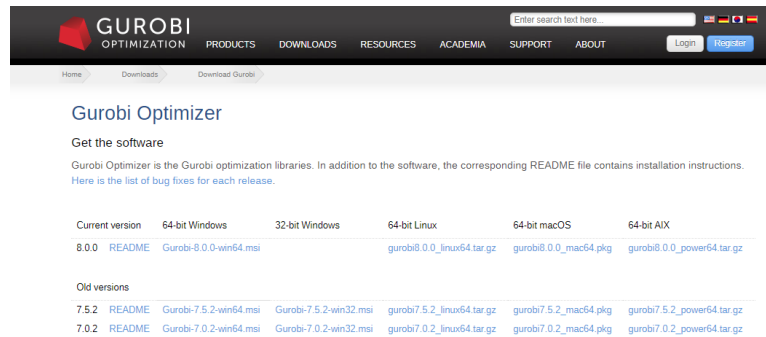 Enter search text here...
GUROBI
OPTIMIZATION
PRODUCTS DOWNLOADS RESOURCES ACADEMIA SUPPORT ABOUT Login Register
Home Downloads Download Gurobi
Gurobi Optimizer
Get the software
Gurobi Optimizer is the Gurobi optimization libraries. In addition to the software, the corresponding README file contains installation instructions.
Here is the list of bug fixes for each release.
Current version 64-bit Windows 32-bit Windows 64-bit Linux 64-bit macOS 64-bit AIX
8.0.0 README Gurobi-8.0.0-win64.msi gurobi8.0.0_linux64.tar.gz gurobi8.0.0_mac64.pkg gurobi8.0.0_power64.tar.gz
Old versions
7.5.2 README Gurobi-7.5.2-win64.msi Gurobi-7.5.2-win32.msi gurobi7.5.2_linux64.tar.gz gurobi7.5.2_mac64.pkg gurobi7.5.2_power64.tar.gz
7.0.2 README Gurobi-7.0.2-win64.msi Gurobi-7.0.2-win32.msi gurobi7.0.2_linux64.tar.gz gurobi7.0.2_mac64.pkg gurobi7.0.2_power64.tar.gz